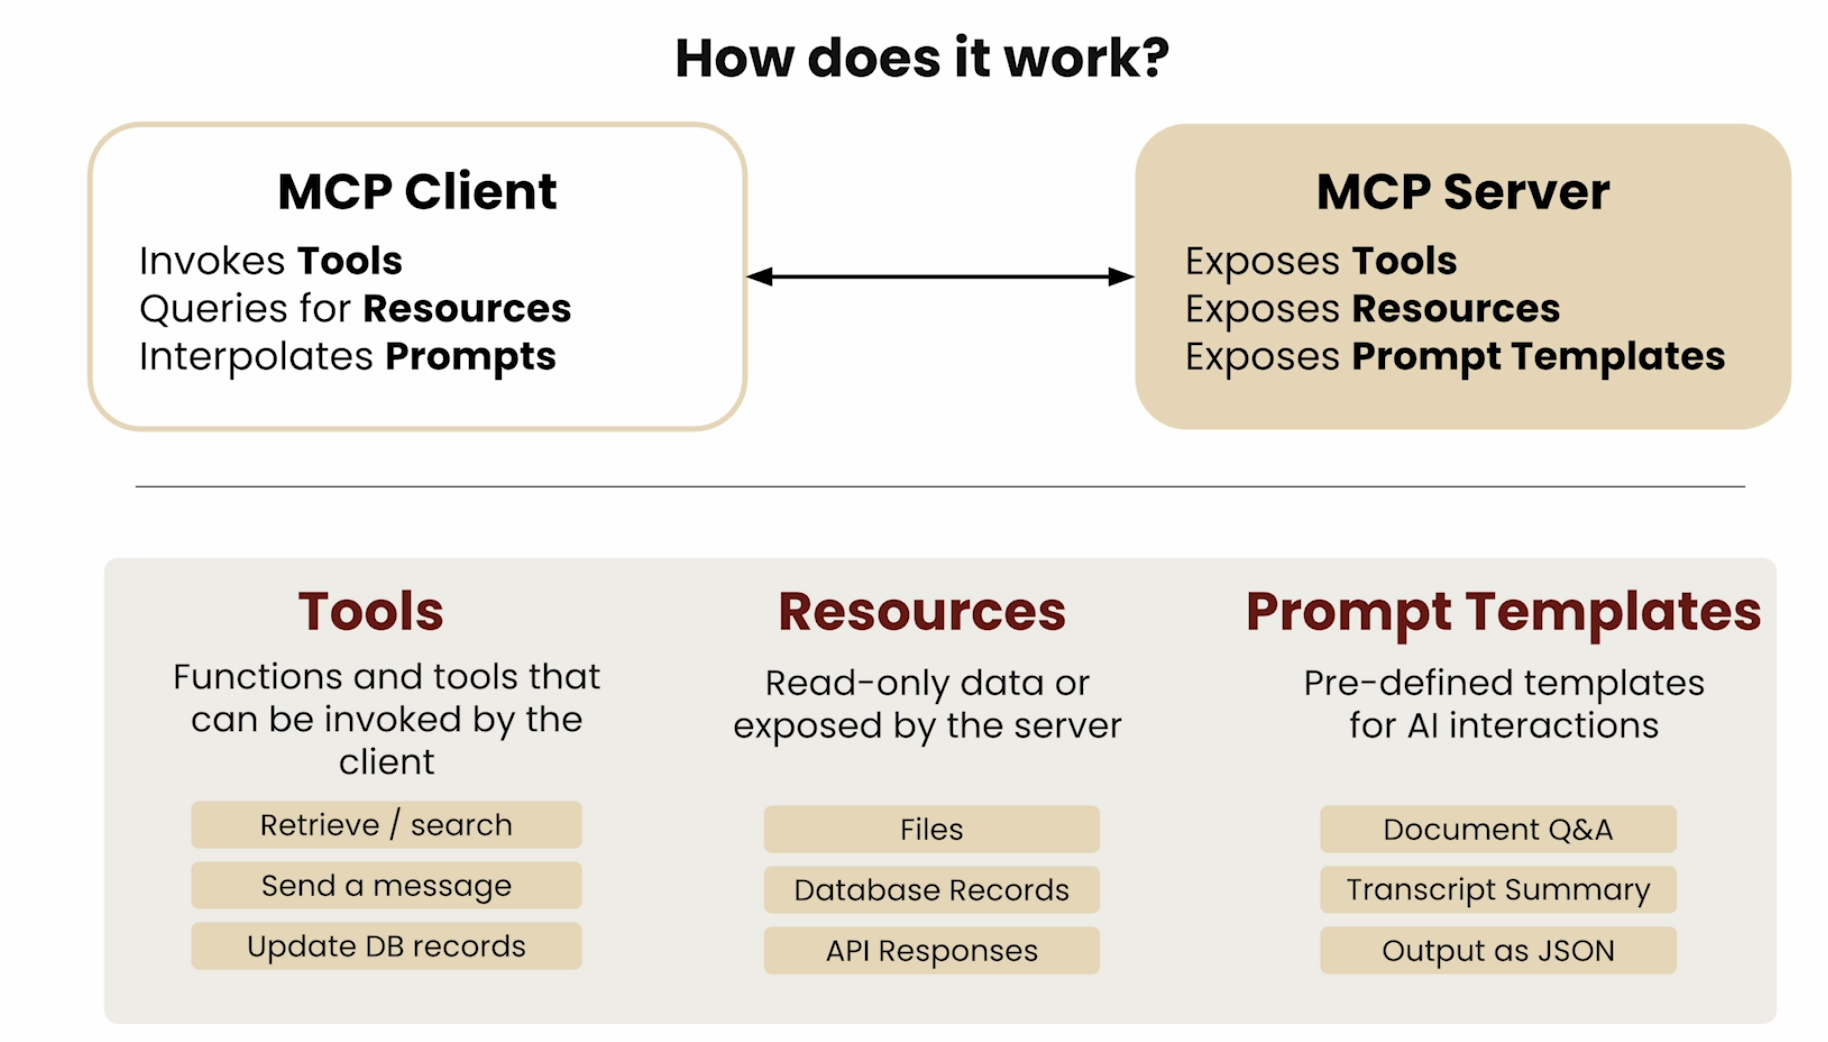 How does it work?
MCP Client
Invokes Tools
Queries for Resources
Interpolates Prompts
MCP Server
Exposes Tools
Exposes Resources
Exposes Prompt Templates
Tools
Functions and tools that
can be invoked by the
client
Retrieve / search
Send a message
Update DB records
Resources
Read-only data or
exposed by the server
Files
Database Records
API Responses
Prompt Templates
Pre-defined templates
for AI interactions
Document Q&A
Transcript Summary
Output as JSON